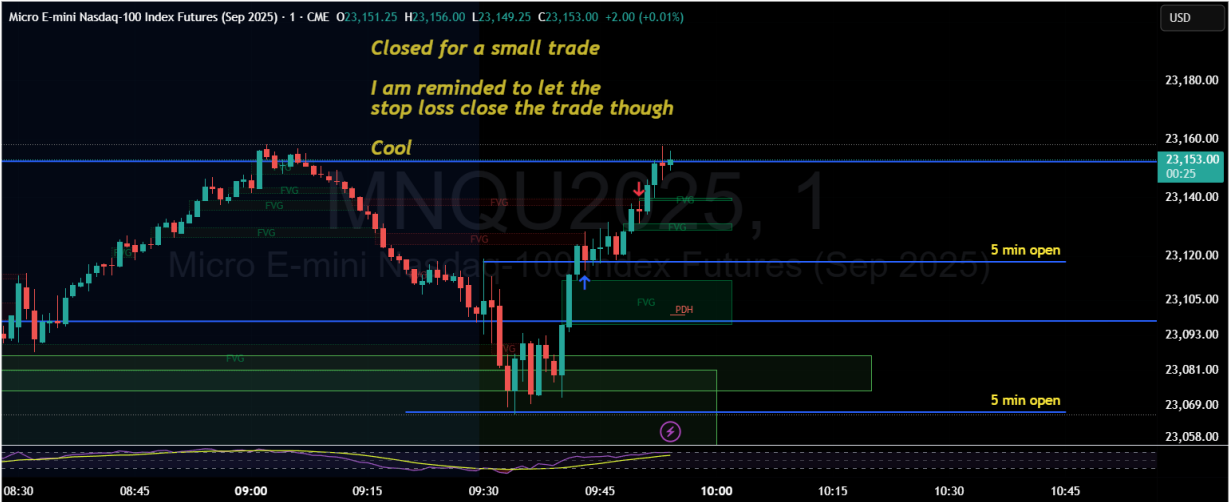 Micro E-mini Nasdaq-100 Index Futures (Sep 2025) · 1 · CME O23,151.25 H23,156.00 L23,149.25 C23,153.00 +2.00 (+0.01%)
USD
Closed for a small trade
I am reminded to let the
stop loss close the trade though
Cool
MNQU2025, 1
Micro E-mini Nasdaq-100 Index Futures (Sep 2025)
23,180.00
23,160.00
23,153.00
00:25
23,140.00
23,120.00
23,105.00
23,093.00
23,081.00
23,069.00
23,058.00
FVG
FVG
FVG
FVG
FVG
FVG
FVG
FVG
5 min open
FVG
PDH
FVG
5 min open
08:30 08:45 09:00 09:15 09:30 09:45 10:00 10:15 10:30 10:45